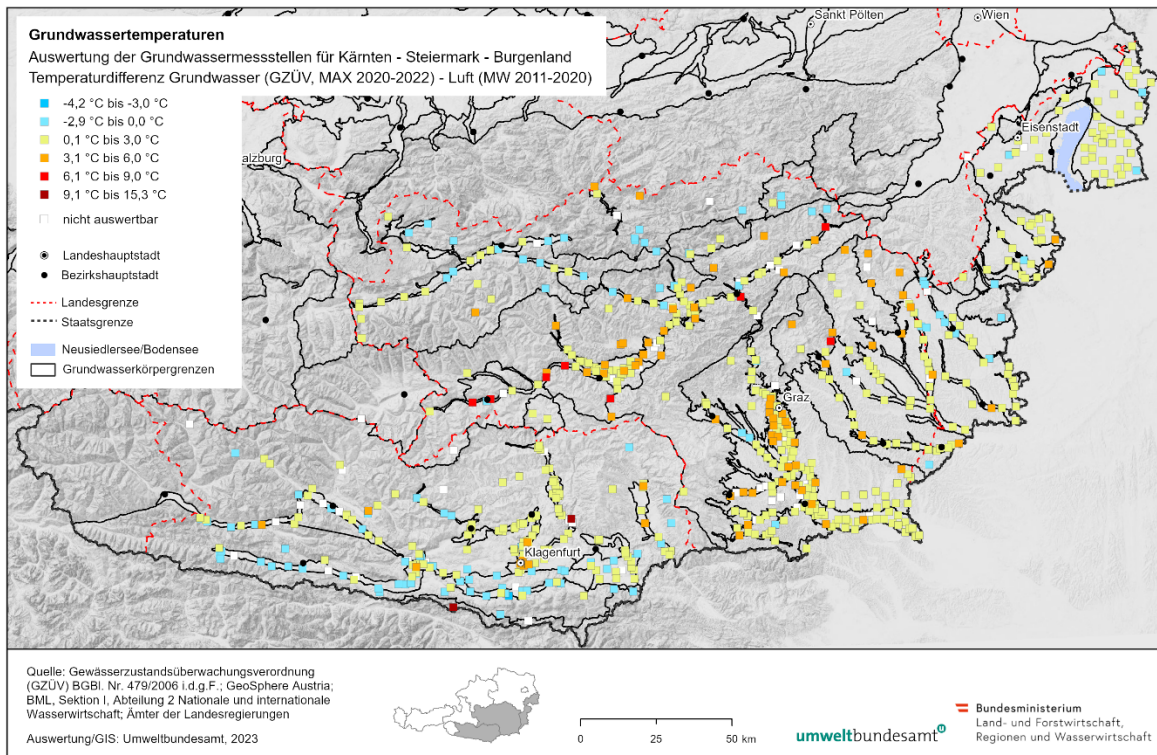 Grundwassertemperaturen
Auswertung der Grundwassermessstellen für Kärnten - Steiermark - Burgenland
Temperaturdifferenz Grundwasser (GZÜV, MAX 2020-2022) - Luft (MW 2011-2020)
-4,2 °C bis -3,0 °C
-2,9 °C bis 0,0 °C
0,1 °C bis 3,0 °C
3,1 °C bis 6,0 °C
6,1 °C bis 9,0 °C
9,1 °C bis 15,3 °C
nicht auswertbar
Landeshauptstadt
Bezirkshauptstadt
Landesgrenze
Staatsgrenze
Neusiedlersee/Bodensee
Grundwasserkörpergrenzen
Sankt Pölten
Wien
Eisenstadt
alzburg
Graz
Klagenfurt
Quelle: Gewässerzustandsüberwachungsverordnung
(GZÜV) BGBl. Nr. 479/2006 i.d.g.F.; GeoSphere Austria;
BML, Sektion I, Abteilung 2 Nationale und internationale
Wasserwirtschaft; Ämter der Landesregierungen
Auswertung/GIS: Umweltbundesamt, 2023
0 25 50 km
umweltbundesamt
Bundesministerium
Land- und Forstwirtschaft,
Regionen und Wasserwirtschaft